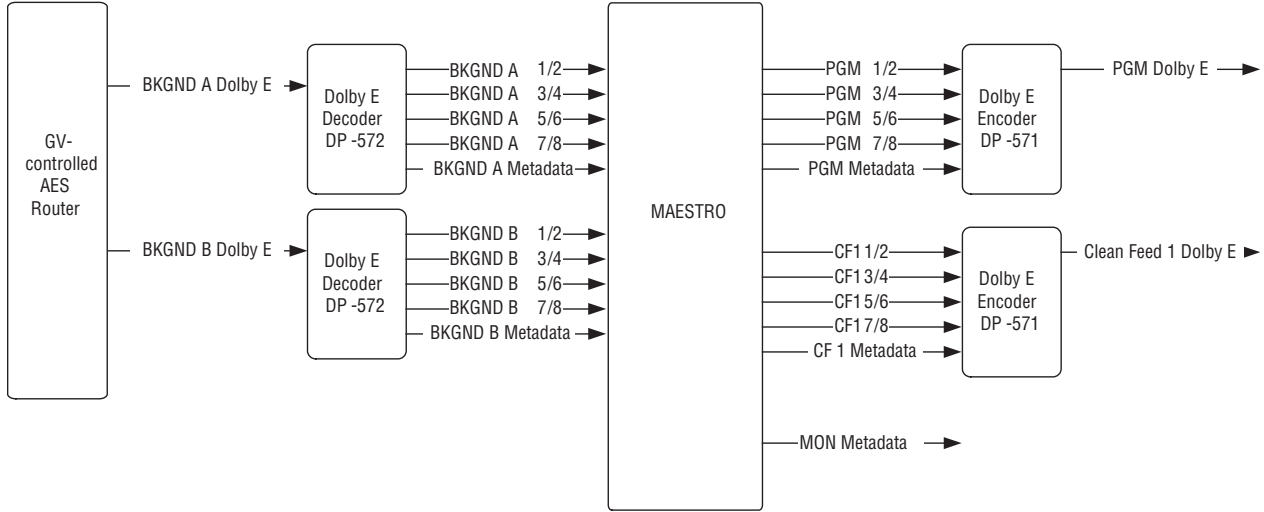 GV-
controlled
AES
Router
BKGND A Dolby E
BKGND B Dolby E
Dolby E
Decoder
DP -572
BKGND A 1/2
BKGND A 3/4
BKGND A 5/6
BKGND A 7/8
BKGND A Metadata
Dolby E
Decoder
DP -572
BKGND B 1/2
BKGND B 3/4
BKGND B 5/6
BKGND B 7/8
BKGND B Metadata
MAESTRO
PGM 1/2
PGM 3/4
PGM 5/6
PGM 7/8
PGM Metadata
Dolby E
Encoder
DP -571
PGM Dolby E
CF1 1/2
CF1 3/4
CF1 5/6
CF1 7/8
CF 1 Metadata
Dolby E
Encoder
DP -571
Clean Feed 1 Dolby E
MON Metadata